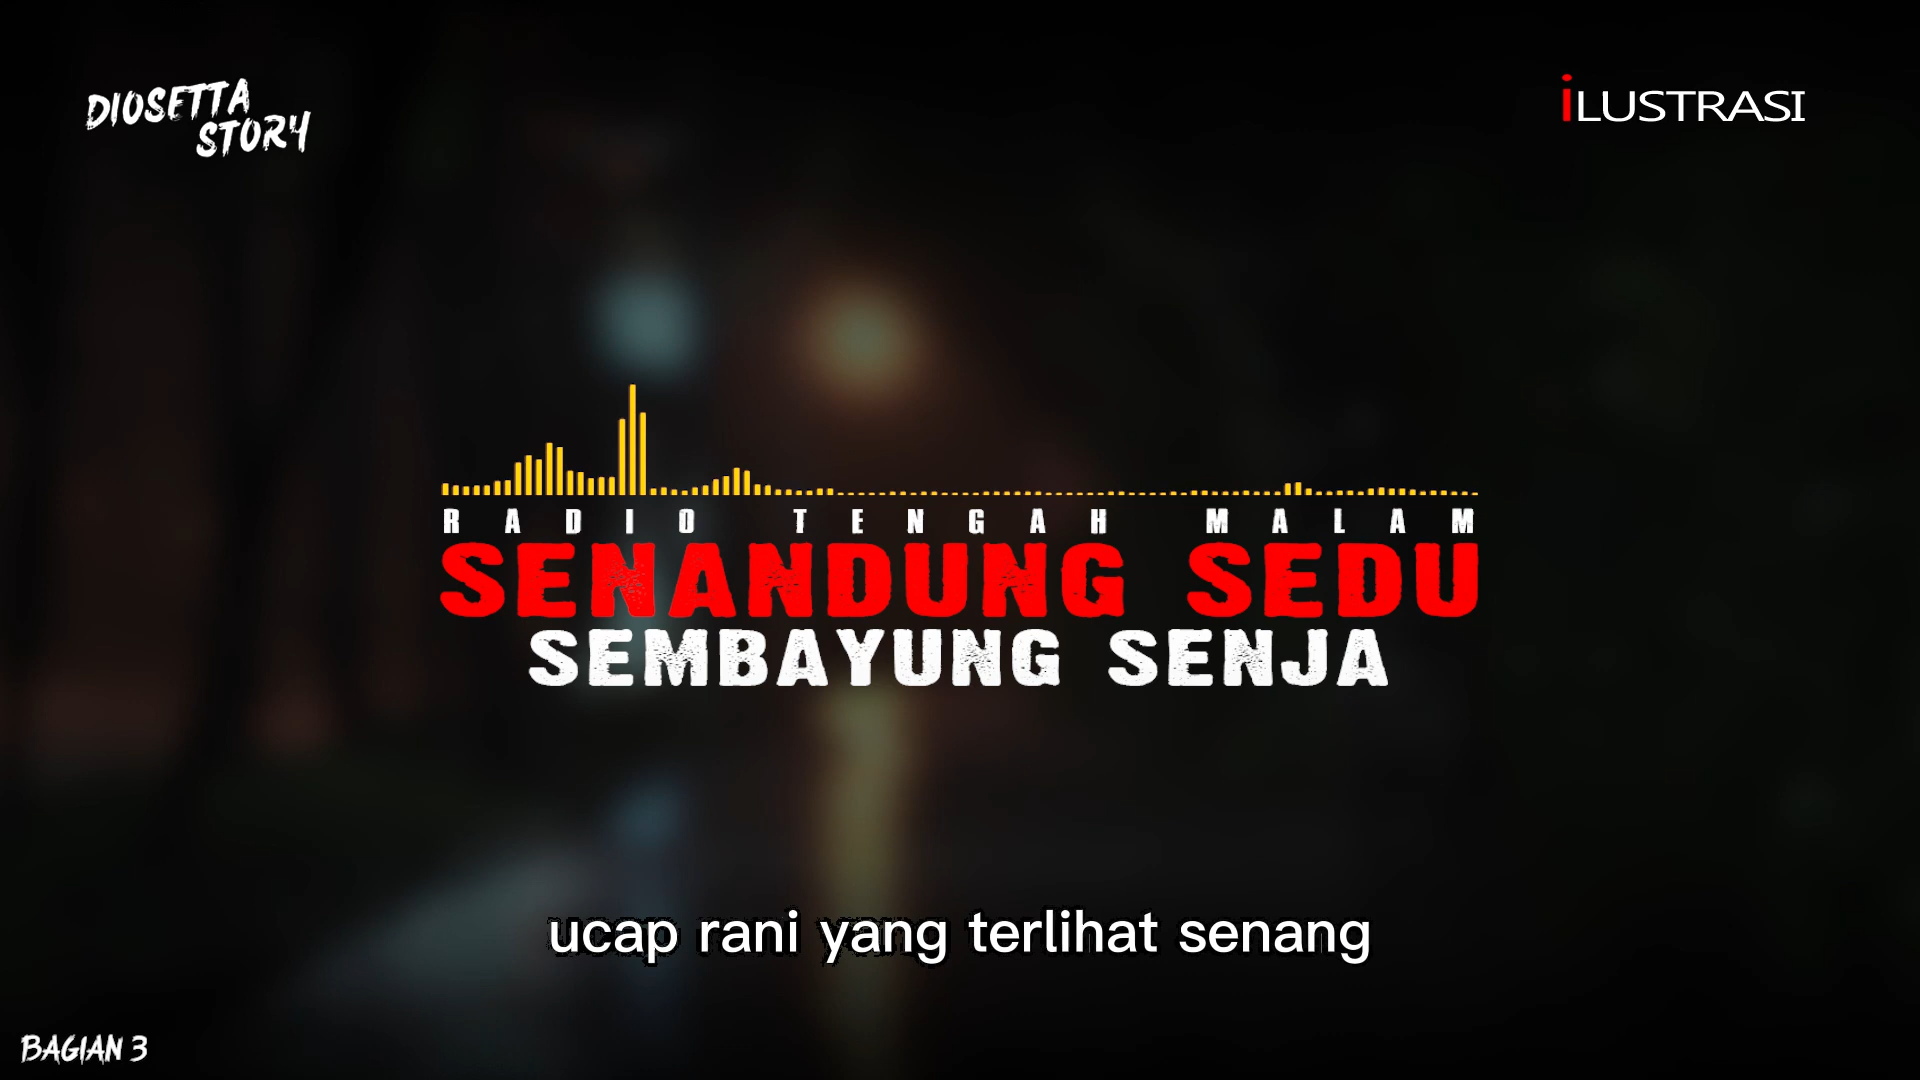 DIOSETTA
STORY
iLUSTRASI
RADIO TENGAH MALAM
SENANDUNG SEDU
SEMBAYUNG SENJA
ucap rani yang terlihat senang
BAGIAN 3